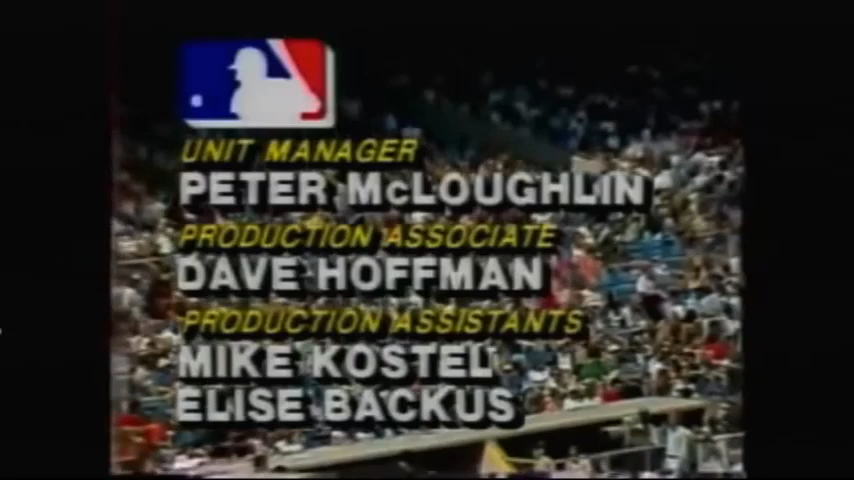 UNIT MANAGER
PETER McLOUGHLIN
PRODUCTION ASSOCIATE
DAVE HOFFMAN
PRODUCTION ASSISTANTS
MIKE KOSTEL
ELISE BACKUS